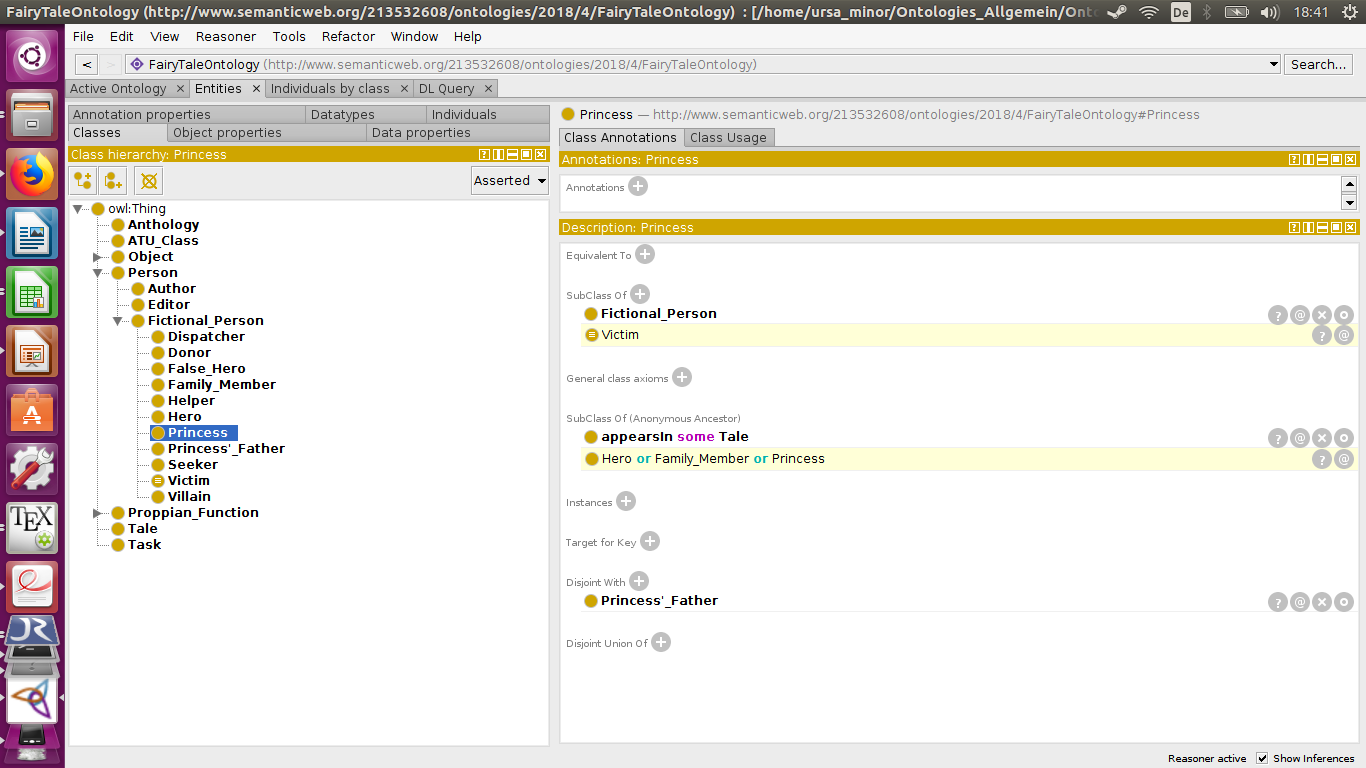 FairyTaleOntology (http://www.semanticweb.org/213532608/ontologies/2018/4/FairyTaleOntology) : [/home/ursa_minor/Ontologies_Allgemein/Onto
De
18:41
File Edit View Reasoner Tools Refactor Window Help
< > FairyTaleOntology (http://www.semanticweb.org/213532608/ontologies/2018/4/FairyTaleOntology) Search...
Active Ontology × Entities × Individuals by class × DL Query ×
Annotation properties Datatypes Individuals
Classes Object properties Data properties
Class hierarchy: Princess
Asserted
owl:Thing
Anthology
ATU_Class
Object
Person
Author
Editor
Fictional_Person
Dispatcher
Donor
False_Hero
Family_Member
Helper
Hero
Princess
Princess'_Father
Seeker
Victim
Villain
Proppian_Function
Tale
Task
Princess — http://www.semanticweb.org/213532608/ontologies/2018/4/FairyTaleOntology#Princess
Class Annotations Class Usage
Annotations: Princess
Annotations
Description: Princess
Equivalent To
SubClass Of
Fictional_Person
Victim
General class axioms
SubClass Of (Anonymous Ancestor)
appearsIn some Tale
Hero or Family_Member or Princess
Instances
Target for Key
Disjoint With
Princess'_Father
Disjoint Union Of
Reasoner active Show Inferences
TEX
JR